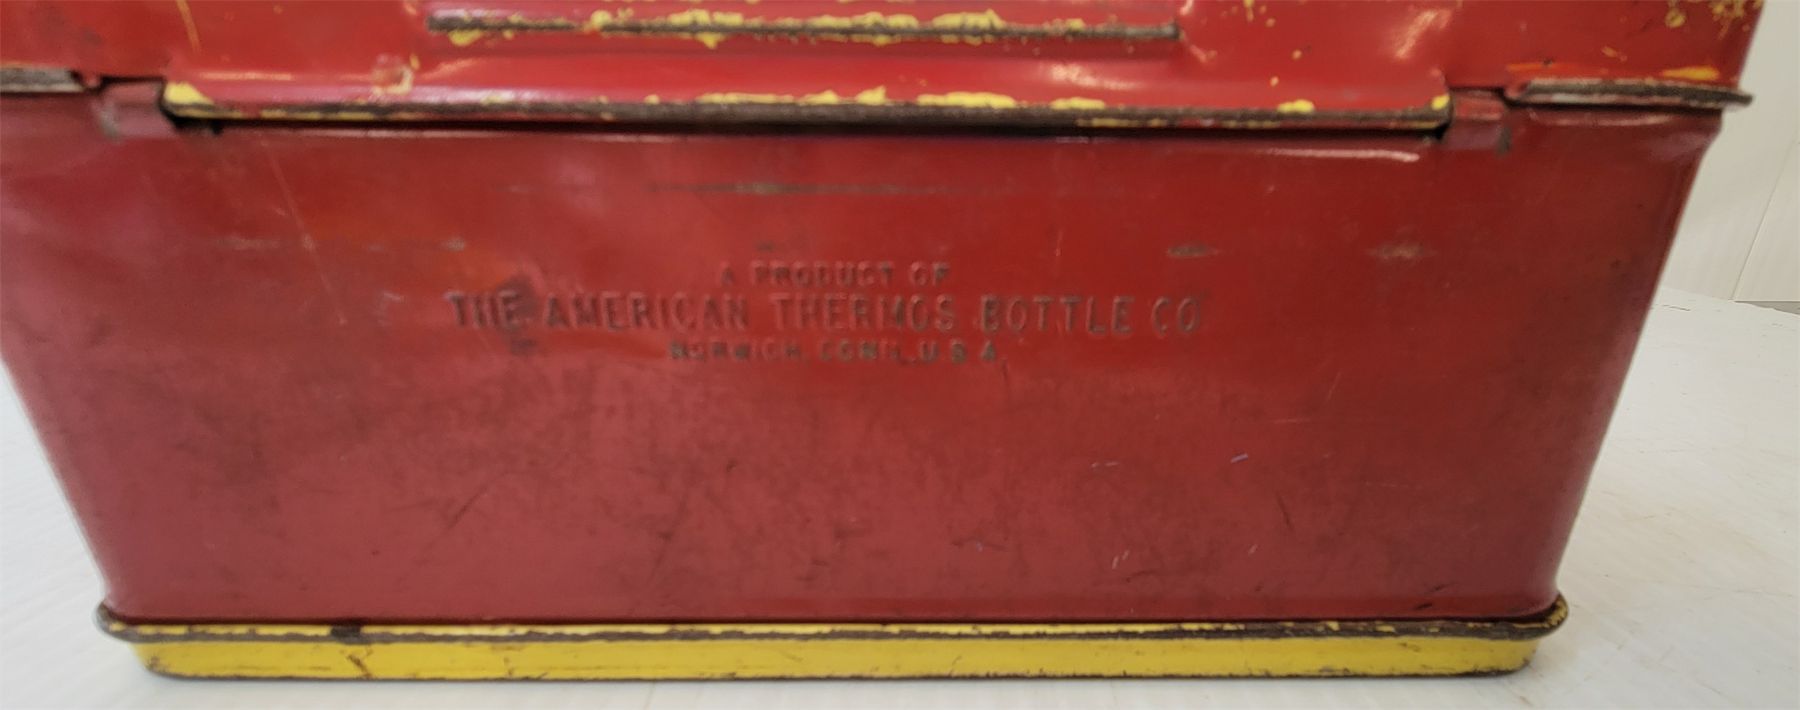 A PRODUCT OF
THE AMERICAN THERMOS BOTTLE CO
NORWICH, CONN., U.S.A.